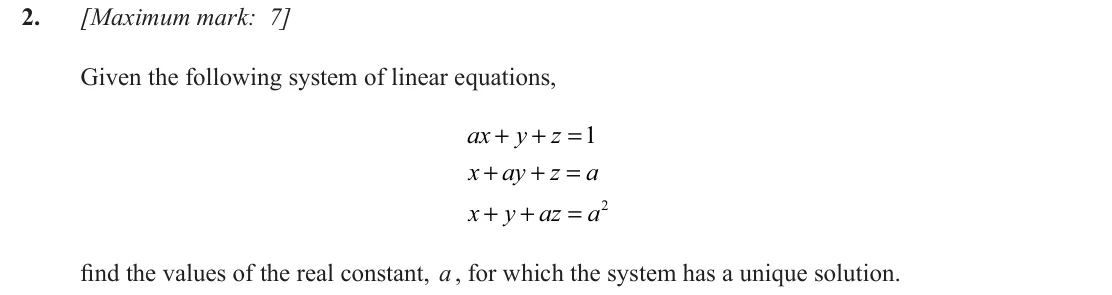 2. [Maximum mark: 7]
Given the following system of linear equations,
ax + y + z = 1
x + ay + z = a
x + y + az = a²
find the values of the real constant, a, for which the system has a unique solution.